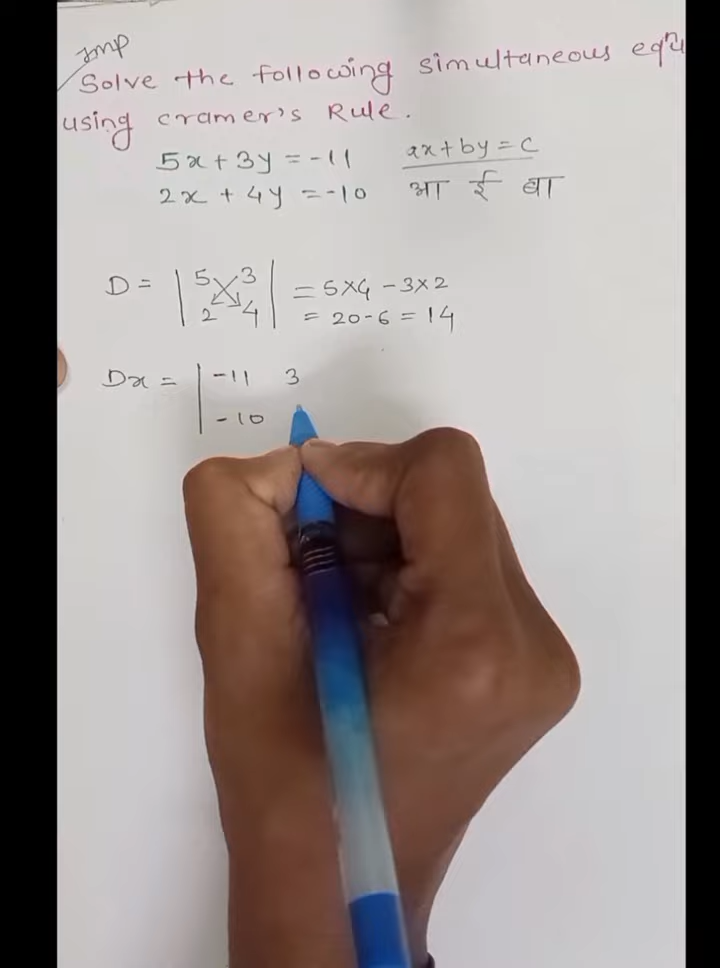 Imp
Solve the following simultaneous eqⁿ
using cramer's Rule.
5x + 3y = -11 ax + by = c
2x + 4y = -10 आ ई बा
D = | 5 3 | = 5×4 - 3×2
2 4 = 20 - 6 = 14
Dx = | -11 3
-10